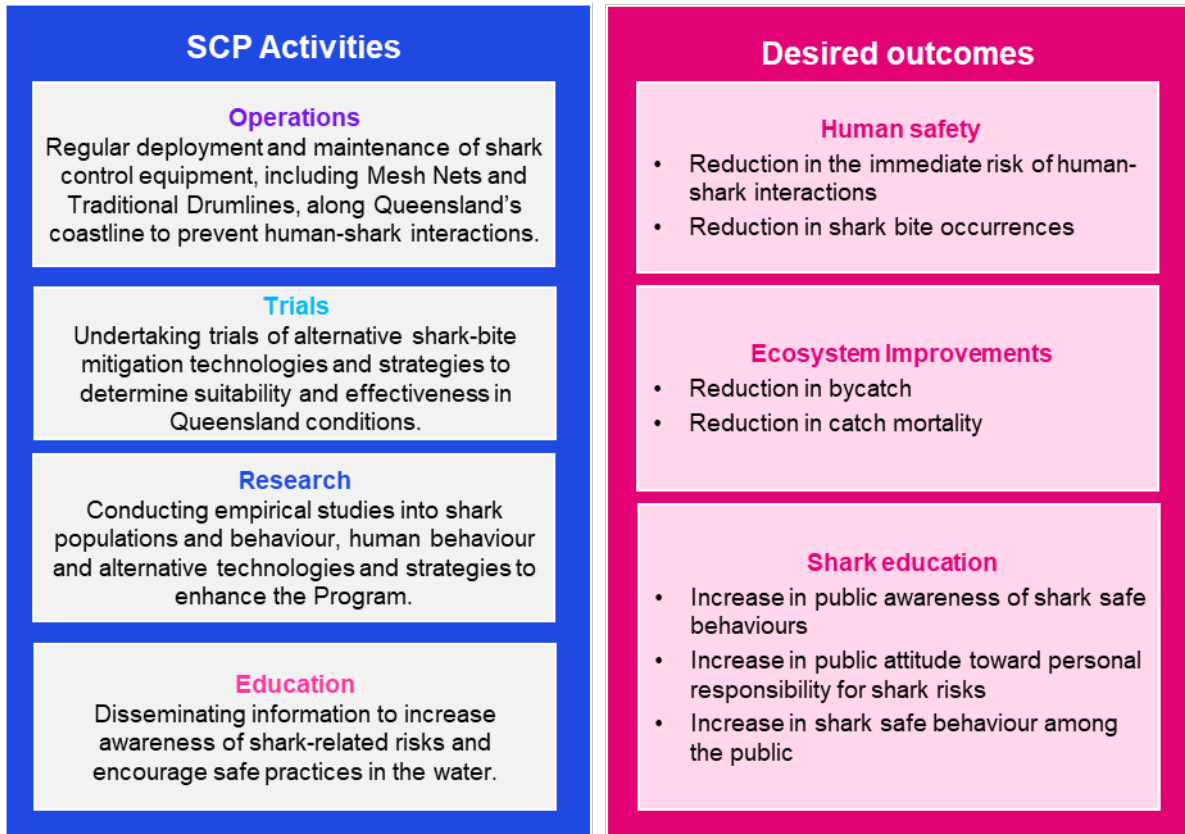 SCP Activities
Operations
Regular deployment and maintenance of shark
control equipment, including Mesh Nets and
Traditional Drumlines, along Queensland’s
coastline to prevent human-shark interactions.
Trials
Undertaking trials of alternative shark-bite
mitigation technologies and strategies to
determine suitability and effectiveness in
Queensland conditions.
Research
Conducting empirical studies into shark
populations and behaviour, human behaviour
and alternative technologies and strategies to
enhance the Program.
Education
Disseminating information to increase
awareness of shark-related risks and
encourage safe practices in the water.
Desired outcomes
Human safety
• Reduction in the immediate risk of human-
shark interactions
• Reduction in shark bite occurrences
Ecosystem Improvements
• Reduction in bycatch
• Reduction in catch mortality
Shark education
• Increase in public awareness of shark safe
behaviours
• Increase in public attitude toward personal
responsibility for shark risks
• Increase in shark safe behaviour among
the public